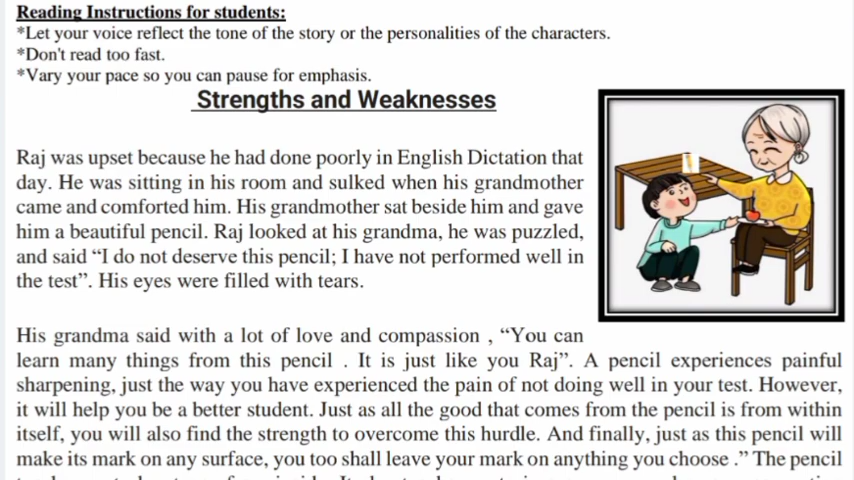 Reading Instructions for students:
*Let your voice reflect the tone of the story or the personalities of the characters.
*Don't read too fast.
*Vary your pace so you can pause for emphasis.
Strengths and Weaknesses
Raj was upset because he had done poorly in English Dictation that
day. He was sitting in his room and sulked when his grandmother
came and comforted him. His grandmother sat beside him and gave
him a beautiful pencil. Raj looked at his grandma, he was puzzled,
and said “I do not deserve this pencil; I have not performed well in
the test”. His eyes were filled with tears.
His grandma said with a lot of love and compassion , “You can
learn many things from this pencil . It is just like you Raj”. A pencil experiences painful
sharpening, just the way you have experienced the pain of not doing well in your test. However,
it will help you be a better student. Just as all the good that comes from the pencil is from within
itself, you will also find the strength to overcome this hurdle. And finally, just as this pencil will
make its mark on any surface, you too shall leave your mark on anything you choose .” The pencil